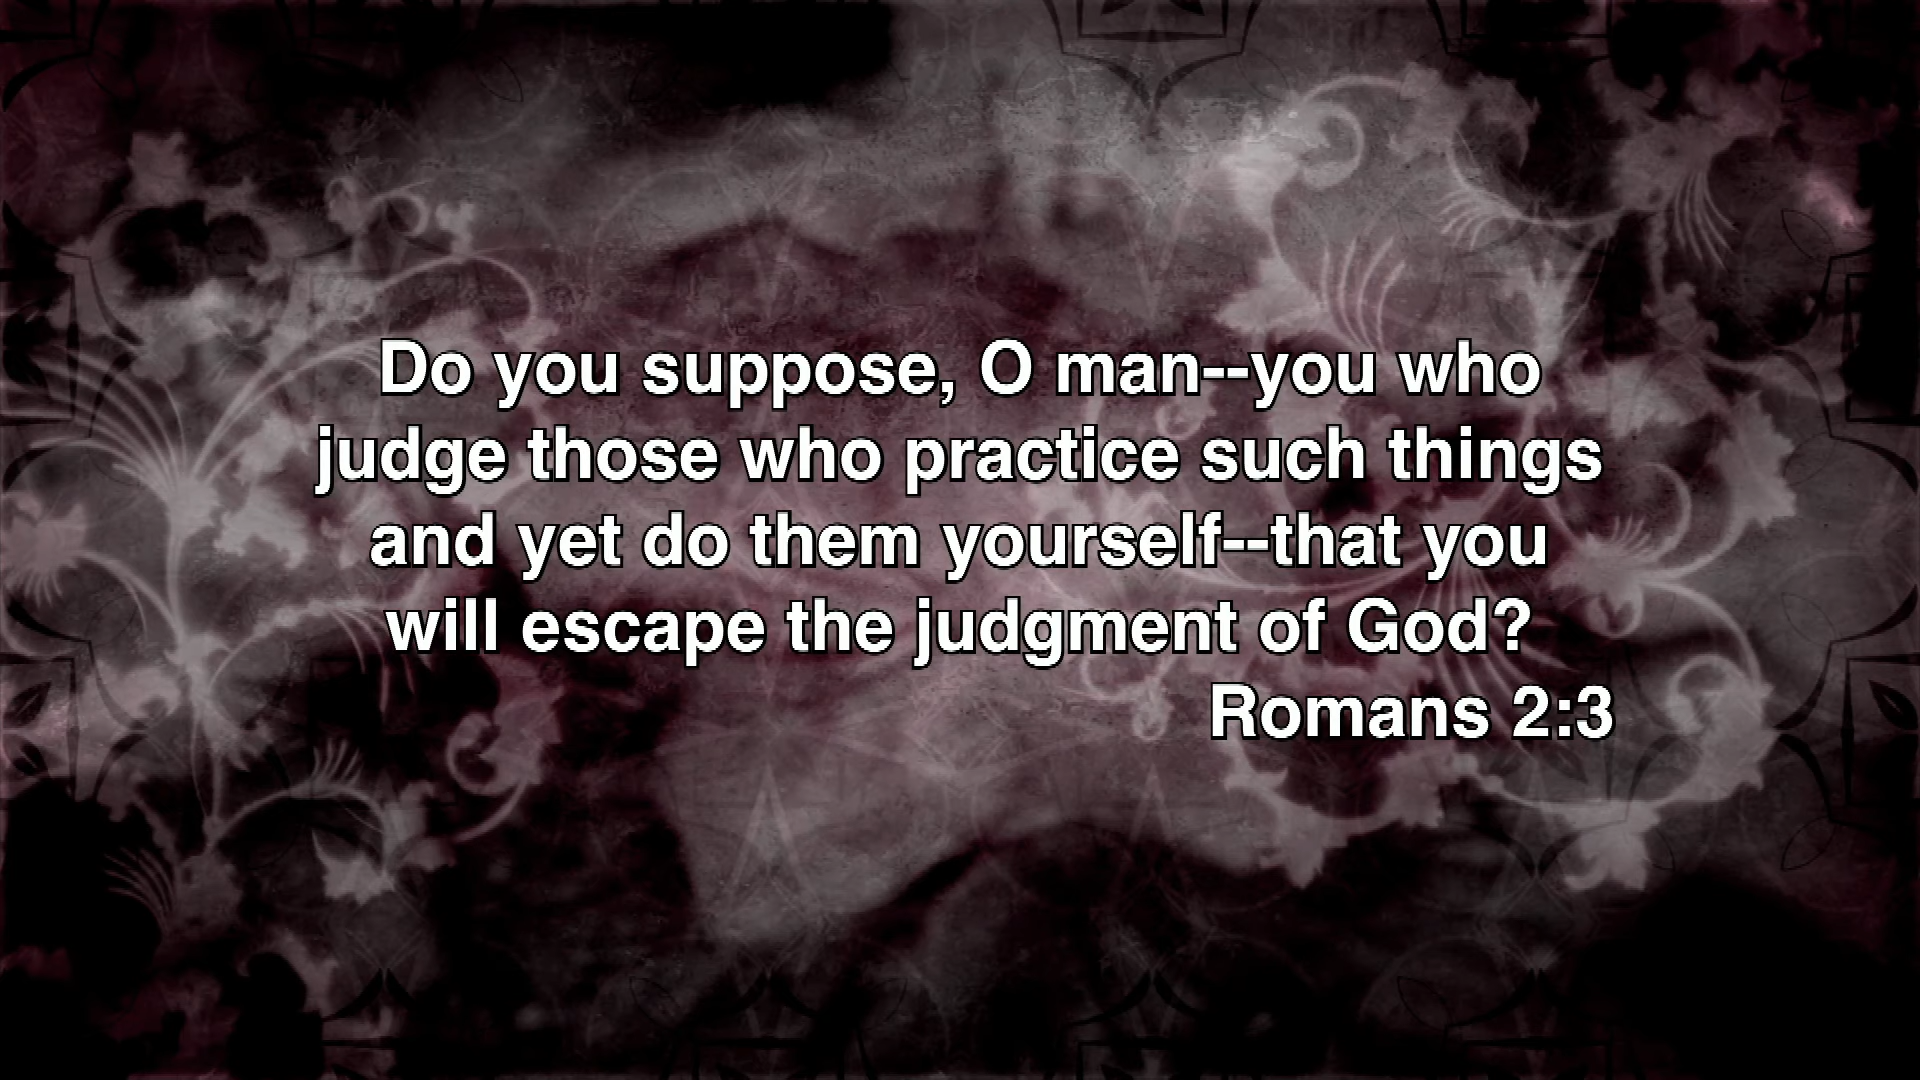 Do you suppose, O man--you who
judge those who practice such things
and yet do them yourself--that you
will escape the judgment of God?
Romans 2:3